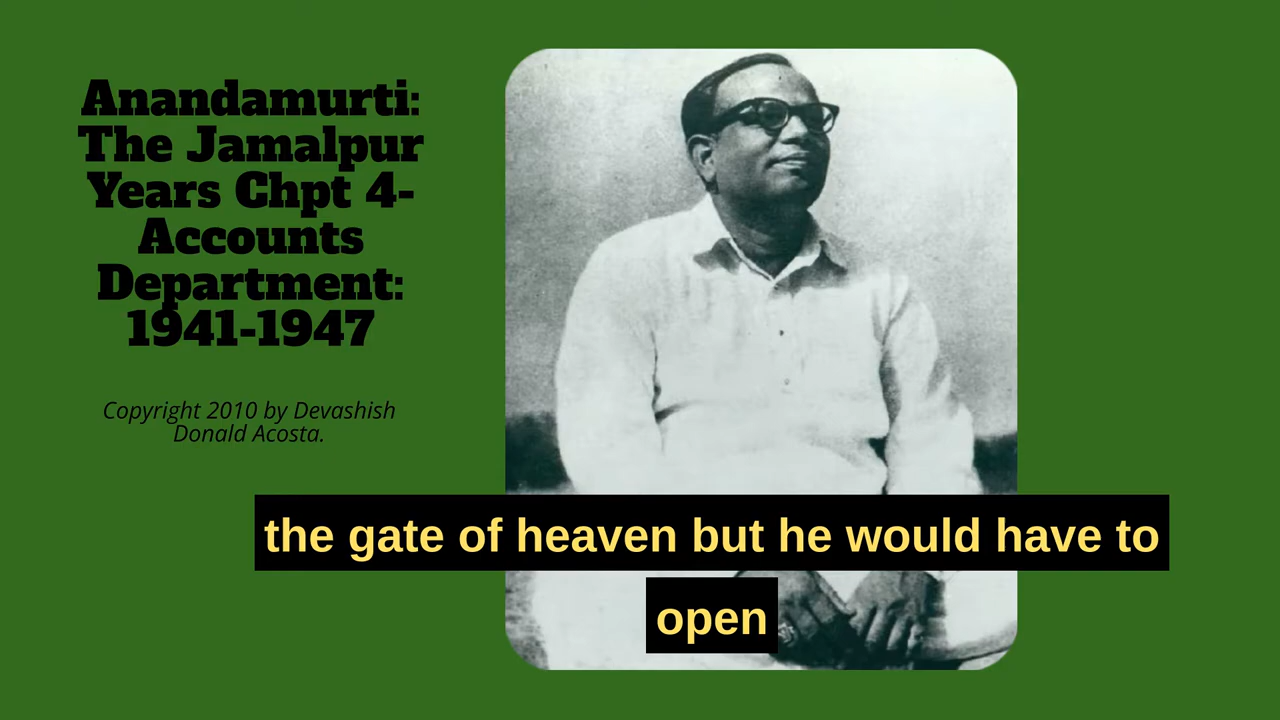 Anandamurti:
The Jamalpur
Years Chpt 4-
Accounts
Department:
1941-1947
Copyright 2010 by Devashish
Donald Acosta.
the gate of heaven but he would have to
open